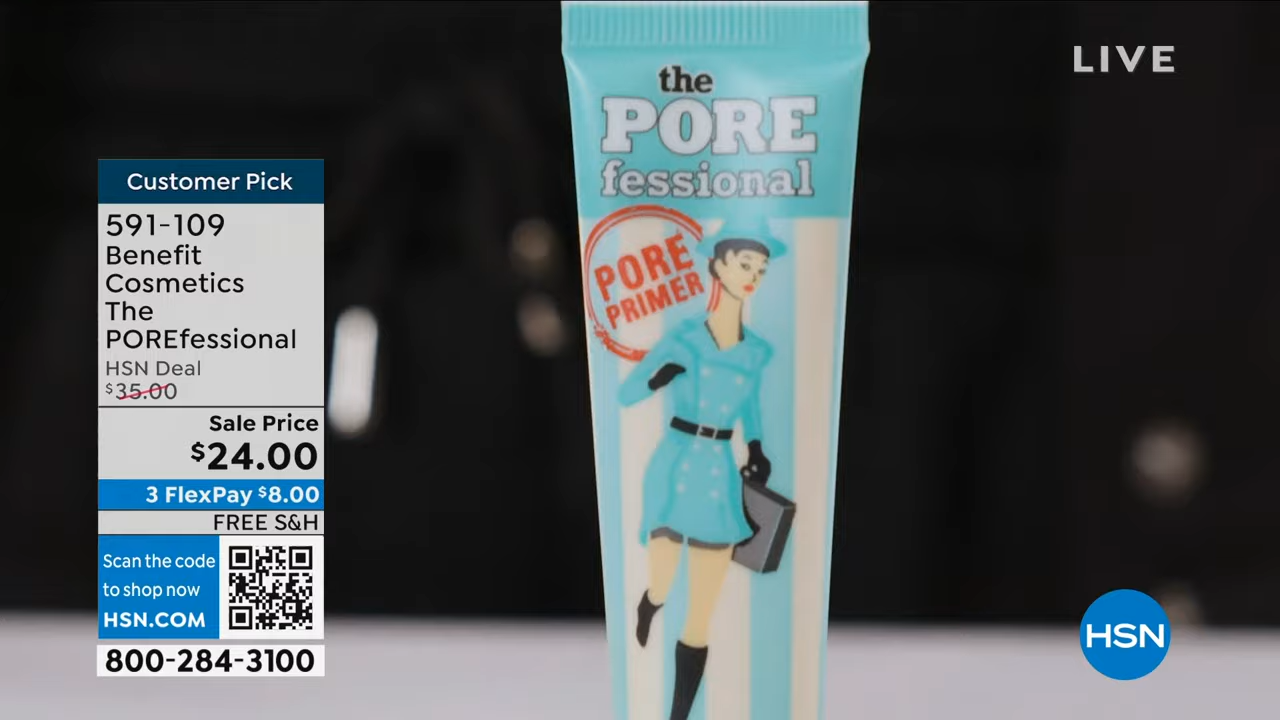 LIVE
the
PORE
fessional
PORE
PRIMER
Customer Pick
591-109
Benefit
Cosmetics
The
POREfessional
HSN Deal
$35.00
Sale Price
$24.00
3 FlexPay $8.00
FREE S&H
Scan the code
to shop now
HSN.COM
800-284-3100
HSN